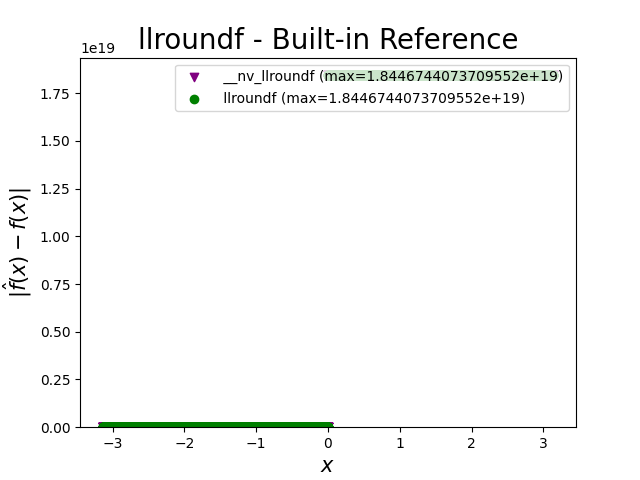 llroundf - Built-in Reference
1e19
__nv_llroundf (max=1.8446744073709552e+19)
llroundf (max=1.8446744073709552e+19)
1.75
1.50
1.25
1.00
0.75
0.50
0.25
0.00
|f̂(x) − f(x)|
−3
−2
−1
0
1
2
3
x